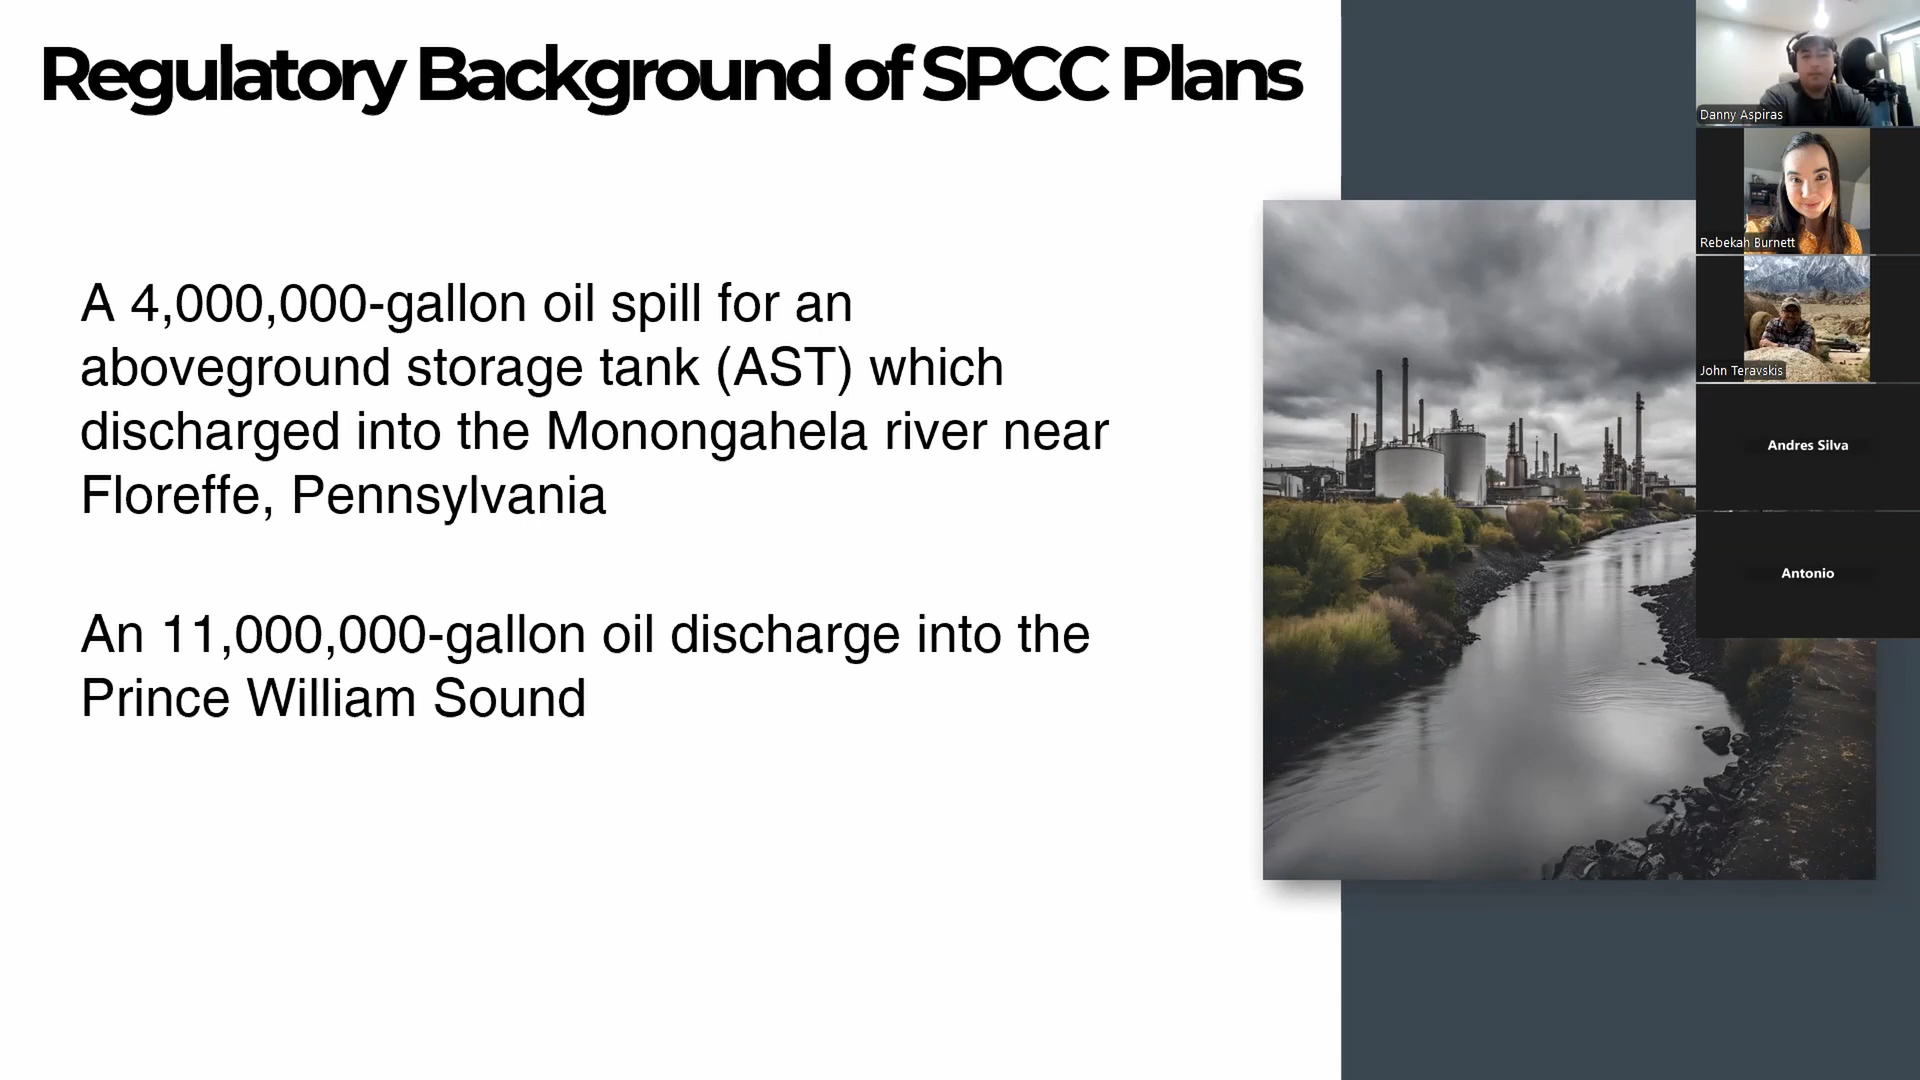 Regulatory Background of SPCC Plans
A 4,000,000-gallon oil spill for an
aboveground storage tank (AST) which
discharged into the Monongahela river near
Floreffe, Pennsylvania
An 11,000,000-gallon oil discharge into the
Prince William Sound
Danny Aspiras
Rebekah Burnett
John Teravskis
Andres Silva
Antonio